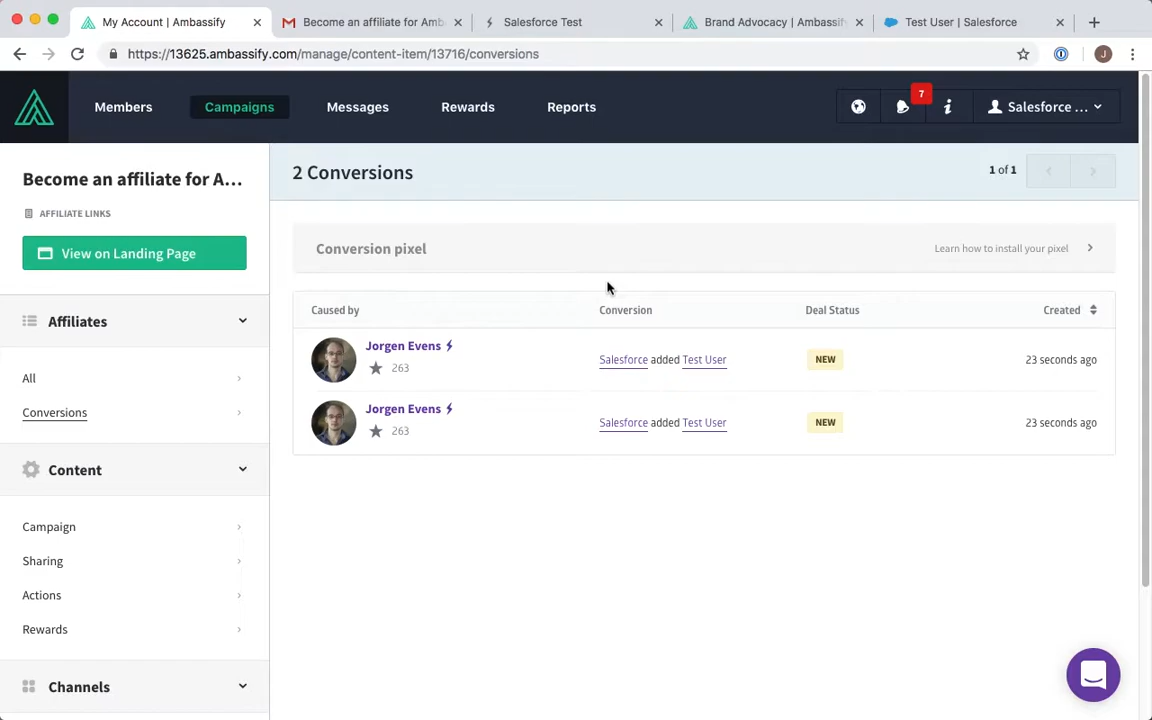 My Account | Ambassify
Become an affiliate for Amb
Salesforce Test
Brand Advocacy | Ambassify
Test User | Salesforce
https://13625.ambassify.com/manage/content-item/13716/conversions
J
Members
Campaigns
Messages
Rewards
Reports
7
Salesforce ...
Become an affiliate for A...
AFFILIATE LINKS
View on Landing Page
Affiliates
All
Conversions
Content
Campaign
Sharing
Actions
Rewards
Channels
2 Conversions
1 of 1
Conversion pixel
Learn how to install your pixel
Caused by
Conversion
Deal Status
Created
Jorgen Evens
263
Salesforce added Test User
NEW
23 seconds ago
Jorgen Evens
263
Salesforce added Test User
NEW
23 seconds ago